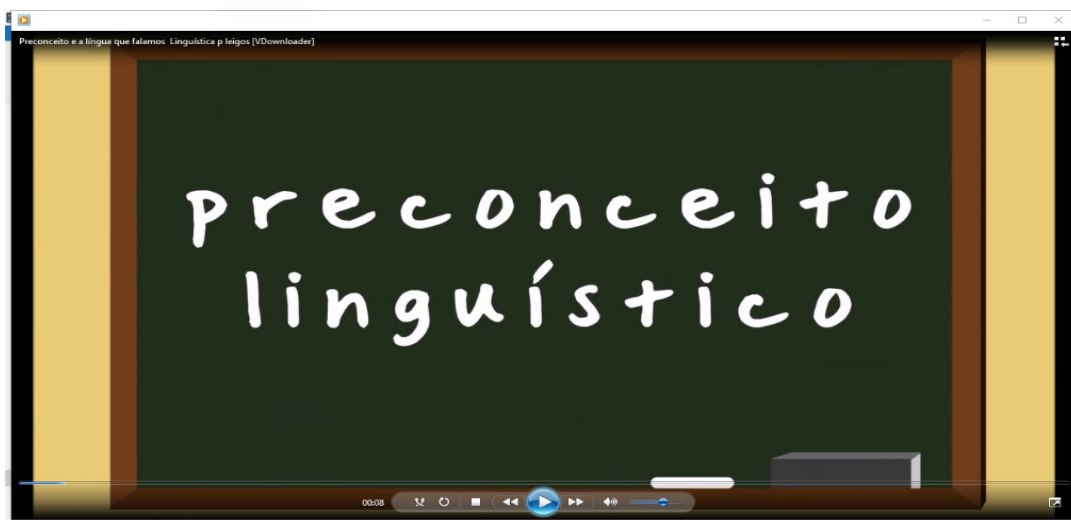 Preconceito e a língua que falamos Linguística p leigos [VDownloader]
preconceito
linguístico
00:08